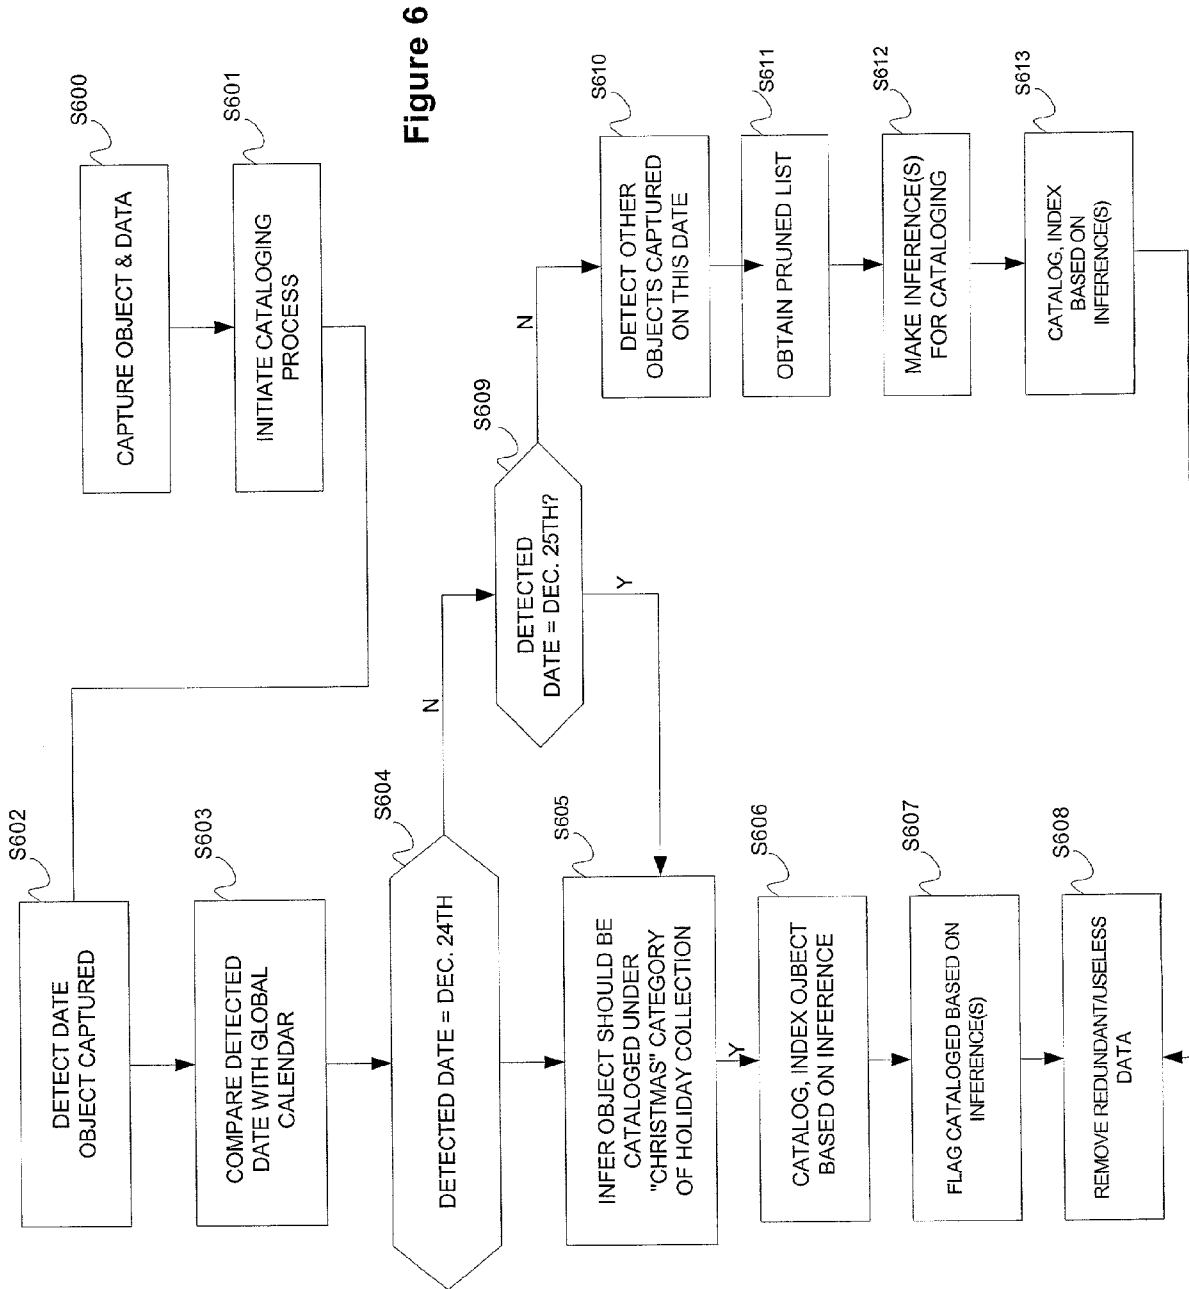 Figure 6
S600
CAPTURE OBJECT & DATA
S601
INITIATE CATALOGING
PROCESS
S602
DETECT DATE
OBJECT CAPTURED
S603
COMPARE DETECTED
DATE WITH GLOBAL
CALENDAR
S604
DETECTED DATE = DEC. 24TH
N
S605
INFER OBJECT SHOULD BE
CATALOGED UNDER
"CHRISTMAS" CATEGORY
OF HOLIDAY COLLECTION
Y
S606
CATALOG, INDEX OJBECT
BASED ON INFERENCE
S607
FLAG CATALOGED BASED ON
INFERENCE(S)
S608
REMOVE REDUNDANT/USELESS
DATA
S609
DETECTED
DATE = DEC. 25TH?
Y
N
S610
DETECT OTHER
OBJECTS CAPTURED
ON THIS DATE
S611
OBTAIN PRUNED LIST
S612
MAKE INFERENCE(S)
FOR CATALOGING
S613
CATALOG, INDEX
BASED ON
INFERENCE(S)